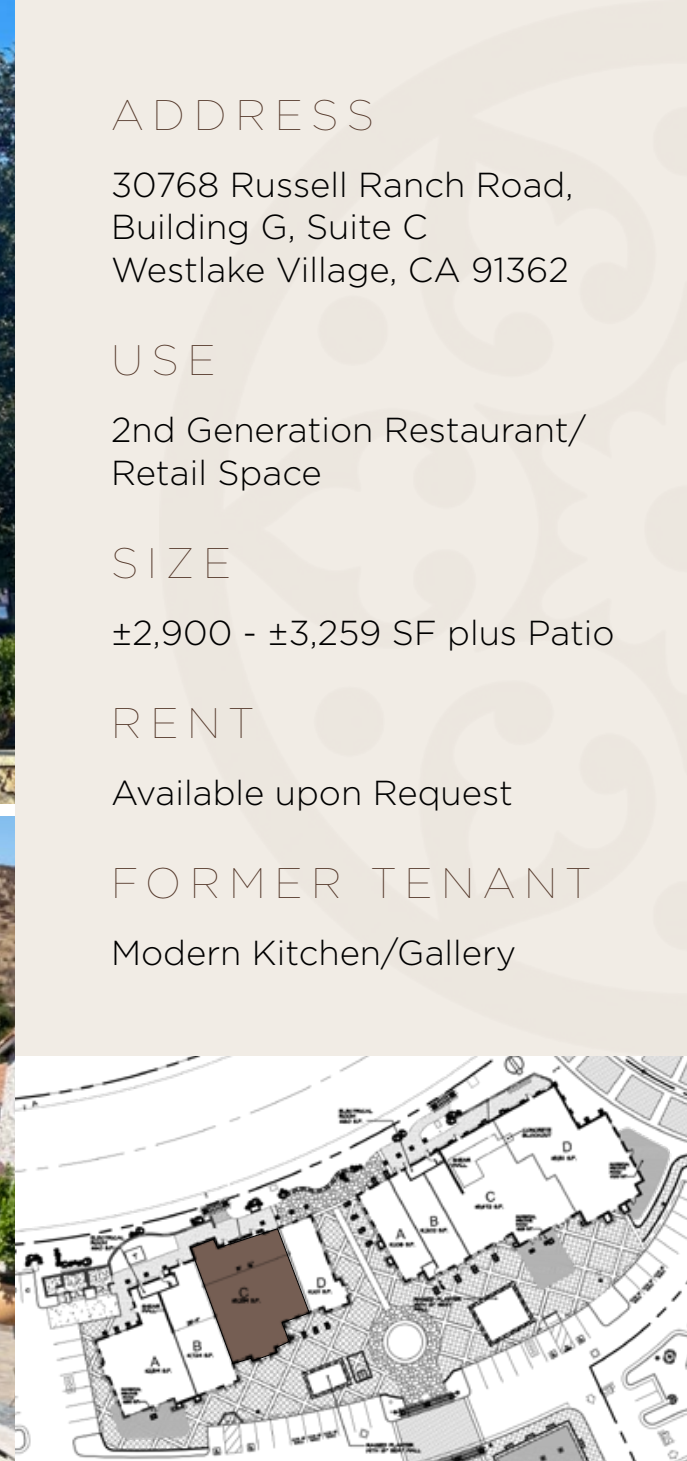 ADDRESS
30768 Russell Ranch Road,
Building G, Suite C
Westlake Village, CA 91362
USE
2nd Generation Restaurant/
Retail Space
SIZE
±2,900 - ±3,259 SF plus Patio
RENT
Available upon Request
FORMER TENANT
Modern Kitchen/Gallery
D
C
B
A
D
C
B
A